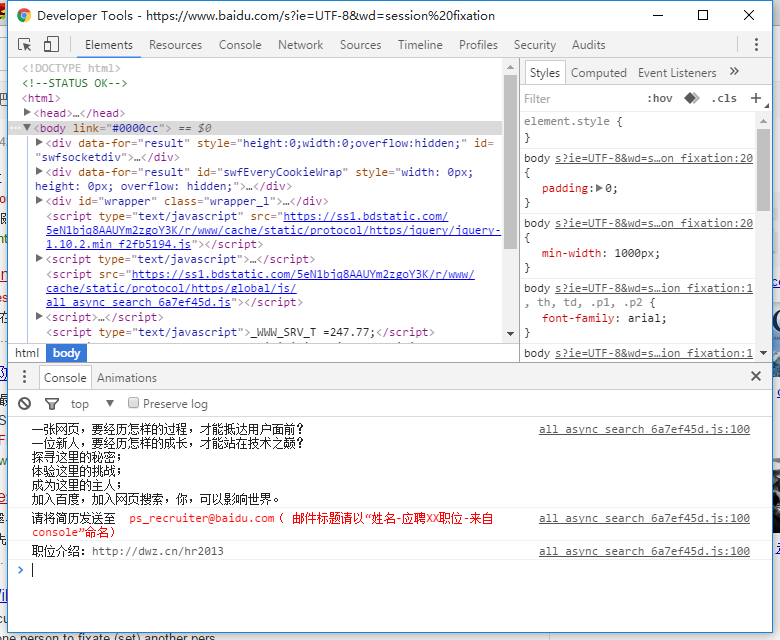 Developer Tools - https://www.baidu.com/s?ie=UTF-8&wd=session%20fixation
Elements Resources Console Network Sources Timeline Profiles Security Audits
<!DOCTYPE html>
<!--STATUS OK-->
<html>
<head>…</head>
<body link="#0000cc"> == $0
<div data-for="result" style="height:0;width:0;overflow:hidden;" id=
"swfsocketdiv">…</div>
<div data-for="result" id="swfEveryCookieWrap" style="width: 0px;
height: 0px; overflow: hidden;">…</div>
<div id="wrapper" class="wrapper_l">…</div>
<script type="text/javascript" src="https://ss1.bdstatic.com/
5eN1bjq8AAUYm2zgoY3K/r/www/cache/static/protocol/https/jquery/jquery-
1.10.2.min_f2fb5194.js"></script>
<script type="text/javascript">…</script>
<script src="https://ss1.bdstatic.com/5eN1bjq8AAUYm2zgoY3K/r/www/
cache/static/protocol/https/global/js/
all_async_search_6a7ef45d.js"></script>
<script>…</script>
<script type="text/javascript">_WWW_SRV_T =247.77;</script>
html body
Styles Computed Event Listeners »
Filter :hov .cls +
element.style {
}
body s?ie=UTF-8&wd=s…on fixation:20
{
padding:▶0;
}
body s?ie=UTF-8&wd=s…on fixation:20
{
min-width: 1000px;
}
body s?ie=UTF-8&wd=s…ion fixation:1
, th, td, .p1, .p2 {
font-family: arial;
}
body s?ie=UTF-8&wd=s…ion fixation:1
Console Animations
top ▼ Preserve log
一张网页，要经历怎样的过程，才能抵达用户面前？ all_async_search_6a7ef45d.js:100
一位新人，要经历怎样的成长，才能站在技术之巅？
探寻这里的秘密；
体验这里的挑战；
成为这里的主人；
加入百度，加入网页搜索，你，可以影响世界。
请将简历发送至 ps_recruiter@baidu.com（ 邮件标题请以“姓名-应聘XX职位-来自 all_async_search_6a7ef45d.js:100
console”命名）
职位介绍：http://dwz.cn/hr2013 all_async_search_6a7ef45d.js:100
>
one person to fixate (set) another pers